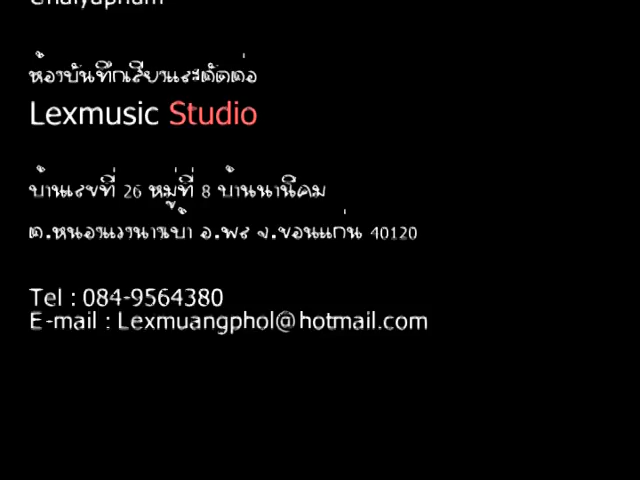 Chaiyaphum
ห้องบันทึกเสียงและตัดต่อ
Lexmusic Studio
บ้านเลขที่ 26 หมู่ที่ 8 บ้านนานิคม
ต.หนองแวงนางเบ้า อ.พล จ.ขอนแก่น 40120
Tel : 084-9564380
E-mail : Lexmuangphol@hotmail.com